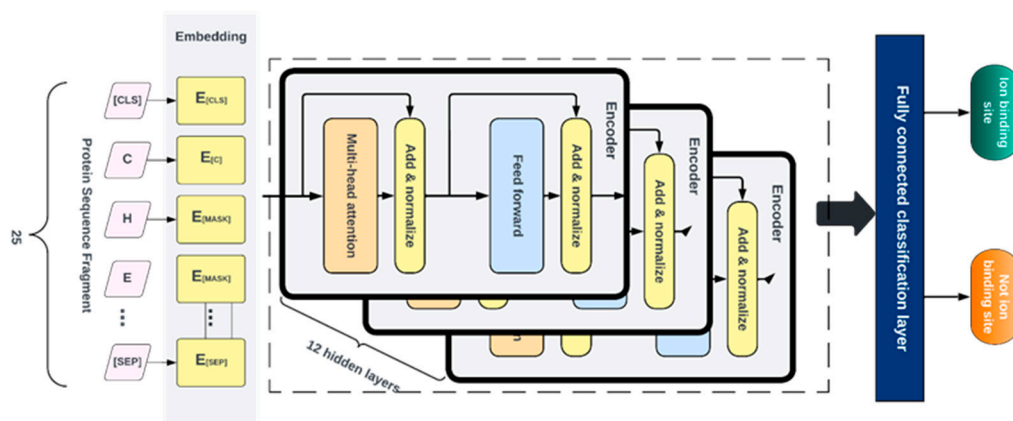 Embedding
25
Protein Sequence Fragment
[CLS]
C
H
E
...
[SEP]
E[CLS]
E[C]
E[MASK]
E[MASK]
...
E[SEP]
Multi-head attention
Add & normalize
Feed forward
Add & normalize
Encoder
Add & normalize
Encoder
Add & normalize
Encoder
n
12 hidden layers
Fully connected classification layer
Ion binding
site
Not ion
binding site